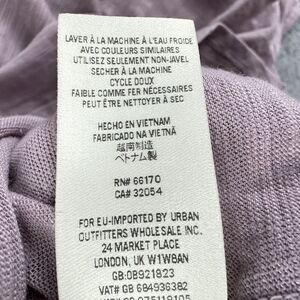 LAVER À LA MACHINE À L'EAU FROIDE
AVEC COULEURS SIMILAIRES
UTILISEZ SEULEMENT NON-JAVEL
SECHER À LA MACHINE
CYCLE DOUX
FAIBLE COMME FER NÉCESSAIRES
PEUT ÊTRE NETTOYER À SEC
HECHO EN VIETNAM
FABRICADO NA VIETNÃ
越南制造
ベトナム製
RN# 66170
CA# 32054
FOR EU-IMPORTED BY URBAN
OUTFITTERS WHOLESALE INC.
24 MARKET PLACE
LONDON, UK W1W8AN
GB:0B921823
VAT# GB 684936382